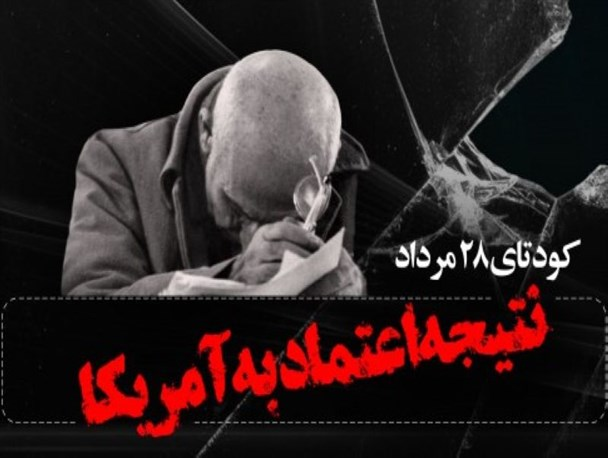 کودتای ۲۸ مرداد
نتیجه اعتماد به آمریکا